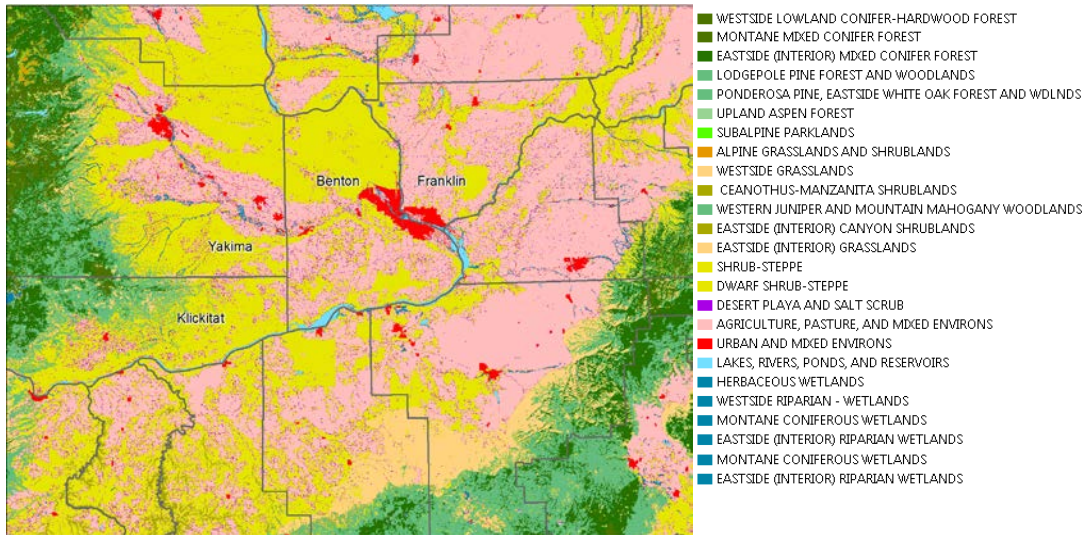 Benton
Franklin
Yakima
Klickitat
WESTSIDE LOWLAND CONIFER-HARDWOOD FOREST
MONTANE MIXED CONIFER FOREST
EASTSIDE (INTERIOR) MIXED CONIFER FOREST
LODGEPOLE PINE FOREST AND WOODLANDS
PONDEROSA PINE, EASTSIDE WHITE OAK FOREST AND WDLNDS
UPLAND ASPEN FOREST
SUBALPINE PARKLANDS
ALPINE GRASSLANDS AND SHRUBLANDS
WESTSIDE GRASSLANDS
CEANOTHUS-MANZANITA SHRUBLANDS
WESTERN JUNIPER AND MOUNTAIN MAHOGANY WOODLANDS
EASTSIDE (INTERIOR) CANYON SHRUBLANDS
EASTSIDE (INTERIOR) GRASSLANDS
SHRUB-STEPPE
DWARF SHRUB-STEPPE
DESERT PLAYA AND SALT SCRUB
AGRICULTURE, PASTURE, AND MIXED ENVIRONS
URBAN AND MIXED ENVIRONS
LAKES, RIVERS, PONDS, AND RESERVOIRS
HERBACEOUS WETLANDS
WESTSIDE RIPARIAN - WETLANDS
MONTANE CONIFEROUS WETLANDS
EASTSIDE (INTERIOR) RIPARIAN WETLANDS
MONTANE CONIFEROUS WETLANDS
EASTSIDE (INTERIOR) RIPARIAN WETLANDS